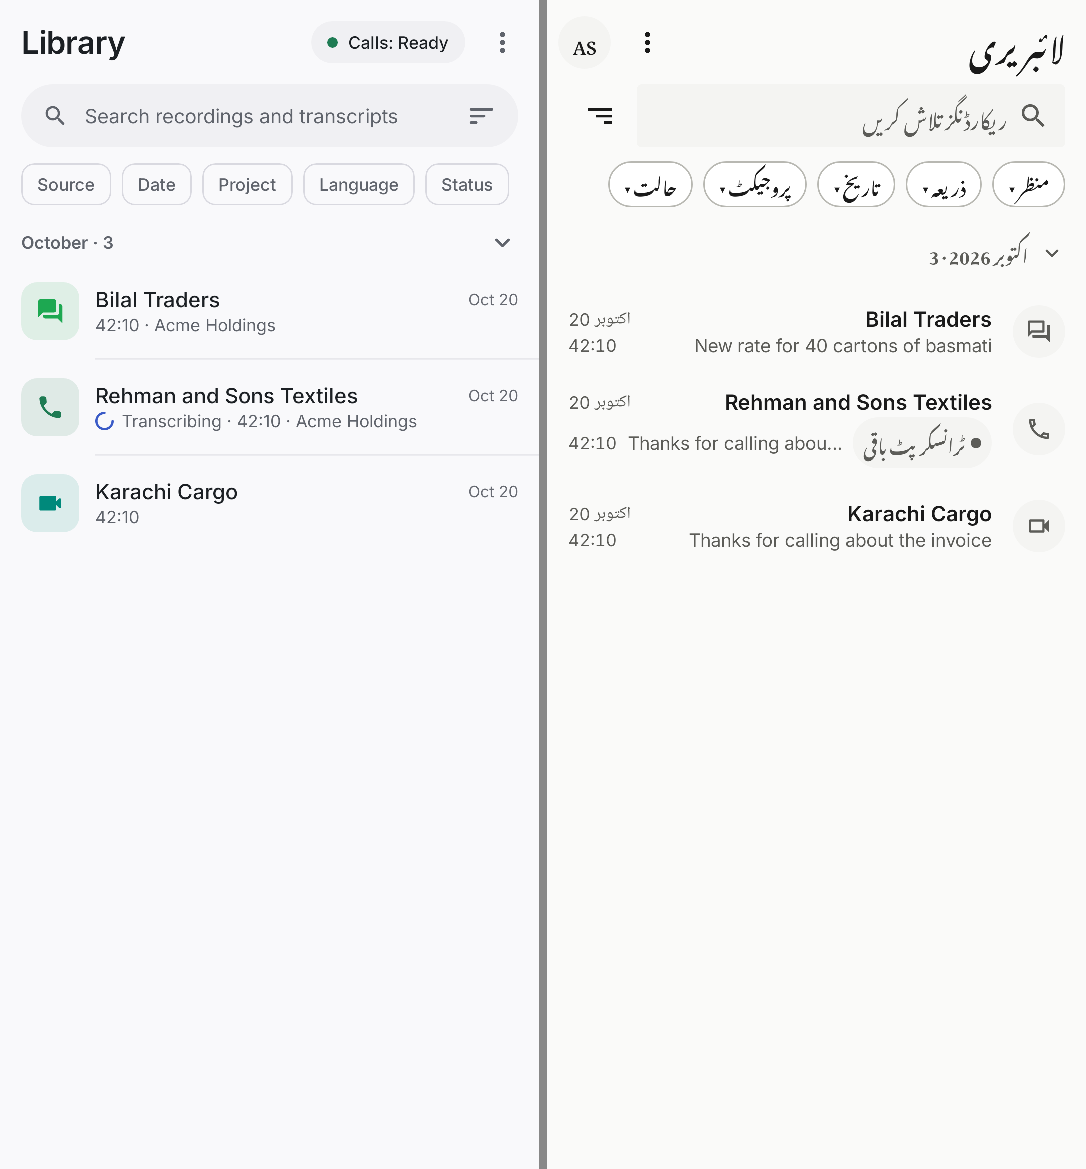 Library
Calls: Ready
Search recordings and transcripts
Source
Date
Project
Language
Status
October · 3
Bilal Traders
Oct 20
42:10 · Acme Holdings
Rehman and Sons Textiles
Oct 20
Transcribing · 42:10 · Acme Holdings
Karachi Cargo
Oct 20
42:10
لائبریری
AS
ریکارڈنگز تلاش کریں
منظر
ذریعہ
تاریخ
پروجیکٹ
حالت
اکتوبر 2026 · 3
Bilal Traders
20 اکتوبر
New rate for 40 cartons of basmati
42:10
Rehman and Sons Textiles
20 اکتوبر
ٹرانسکرپٹ باقی
Thanks for calling abou...
42:10
Karachi Cargo
20 اکتوبر
Thanks for calling about the invoice
42:10